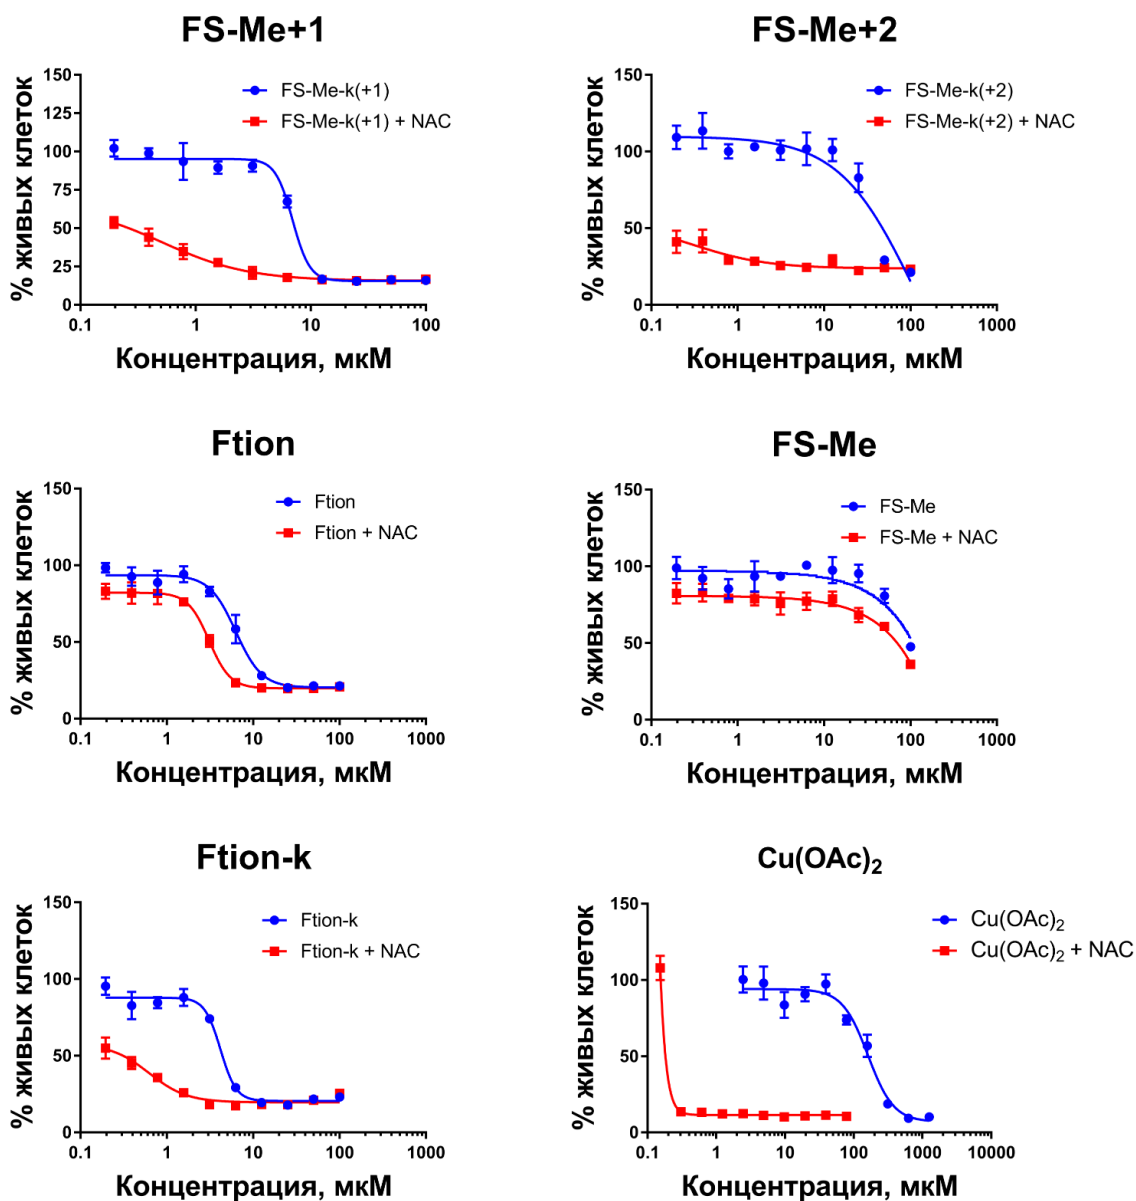 FS-Me+1
150
FS-Me-k(+1)
FS-Me-k(+1) + NAC
125
100
75
50
25
0
0.1
1
10
100
% живых клеток
Концентрация, мкМ
FS-Me+2
150
FS-Me-k(+2)
FS-Me-k(+2) + NAC
100
50
0
0.1
1
10
100
1000
% живых клеток
Концентрация, мкМ
Ftion
150
Ftion
Ftion + NAC
100
50
0
0.1
1
10
100
1000
% живых клеток
Концентрация, мкМ
FS-Me
150
FS-Me
FS-Me + NAC
100
50
0
0.1
1
10
100
1000
% живых клеток
Концентрация, мкМ
Ftion-k
150
Ftion-k
Ftion-k + NAC
100
50
0
0.1
1
10
100
1000
% живых клеток
Концентрация, мкМ
Cu(OAc)₂
150
Cu(OAc)₂
Cu(OAc)₂ + NAC
100
50
0
0.1
1
10
100
1000
10000
% живых клеток
Концентрация, мкМ